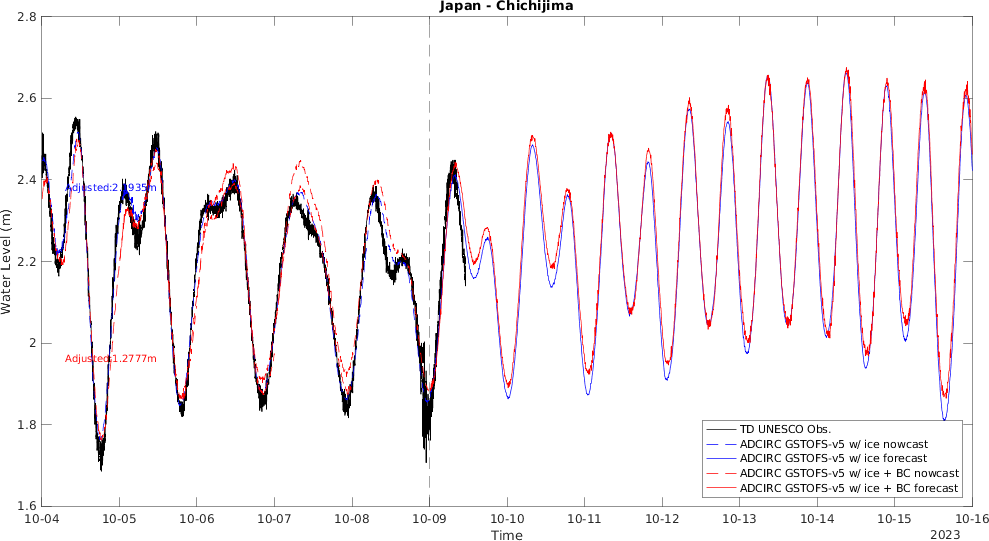 Japan - Chichijima
2.8
2.6
2.4
2.2
2
1.8
1.6
Water Level (m)
Adjusted:1.2777m
TD UNESCO Obs.
ADCIRC GSTOFS-v5 w/ ice nowcast
ADCIRC GSTOFS-v5 w/ ice forecast
ADCIRC GSTOFS-v5 w/ ice + BC nowcast
ADCIRC GSTOFS-v5 w/ ice + BC forecast
10-04 10-05 10-06 10-07 10-08 10-09 10-10 10-11 10-12 10-13 10-14 10-15 10-16
Time
2023